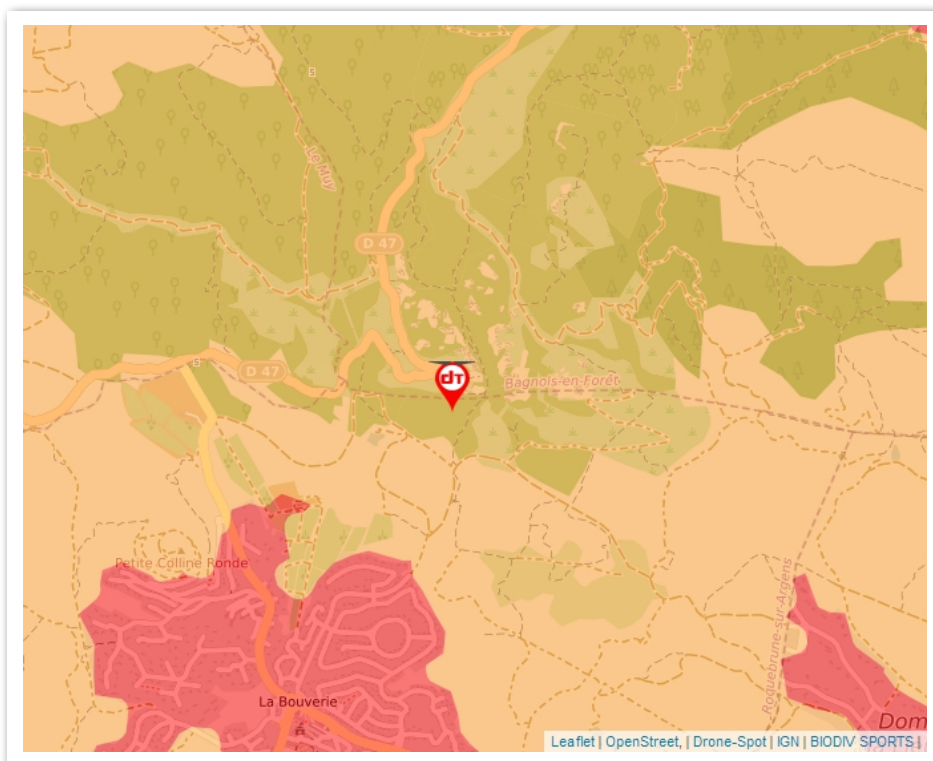 S
Le Muy
D 47
S
D 47
dT
Bagnols-en-Forêt
Petite Colline Ronde
Roquebrune-sur-Argens
La Bouverie
Dom
Leaflet | OpenStreet, | Drone-Spot | IGN | BIODIV SPORTS |